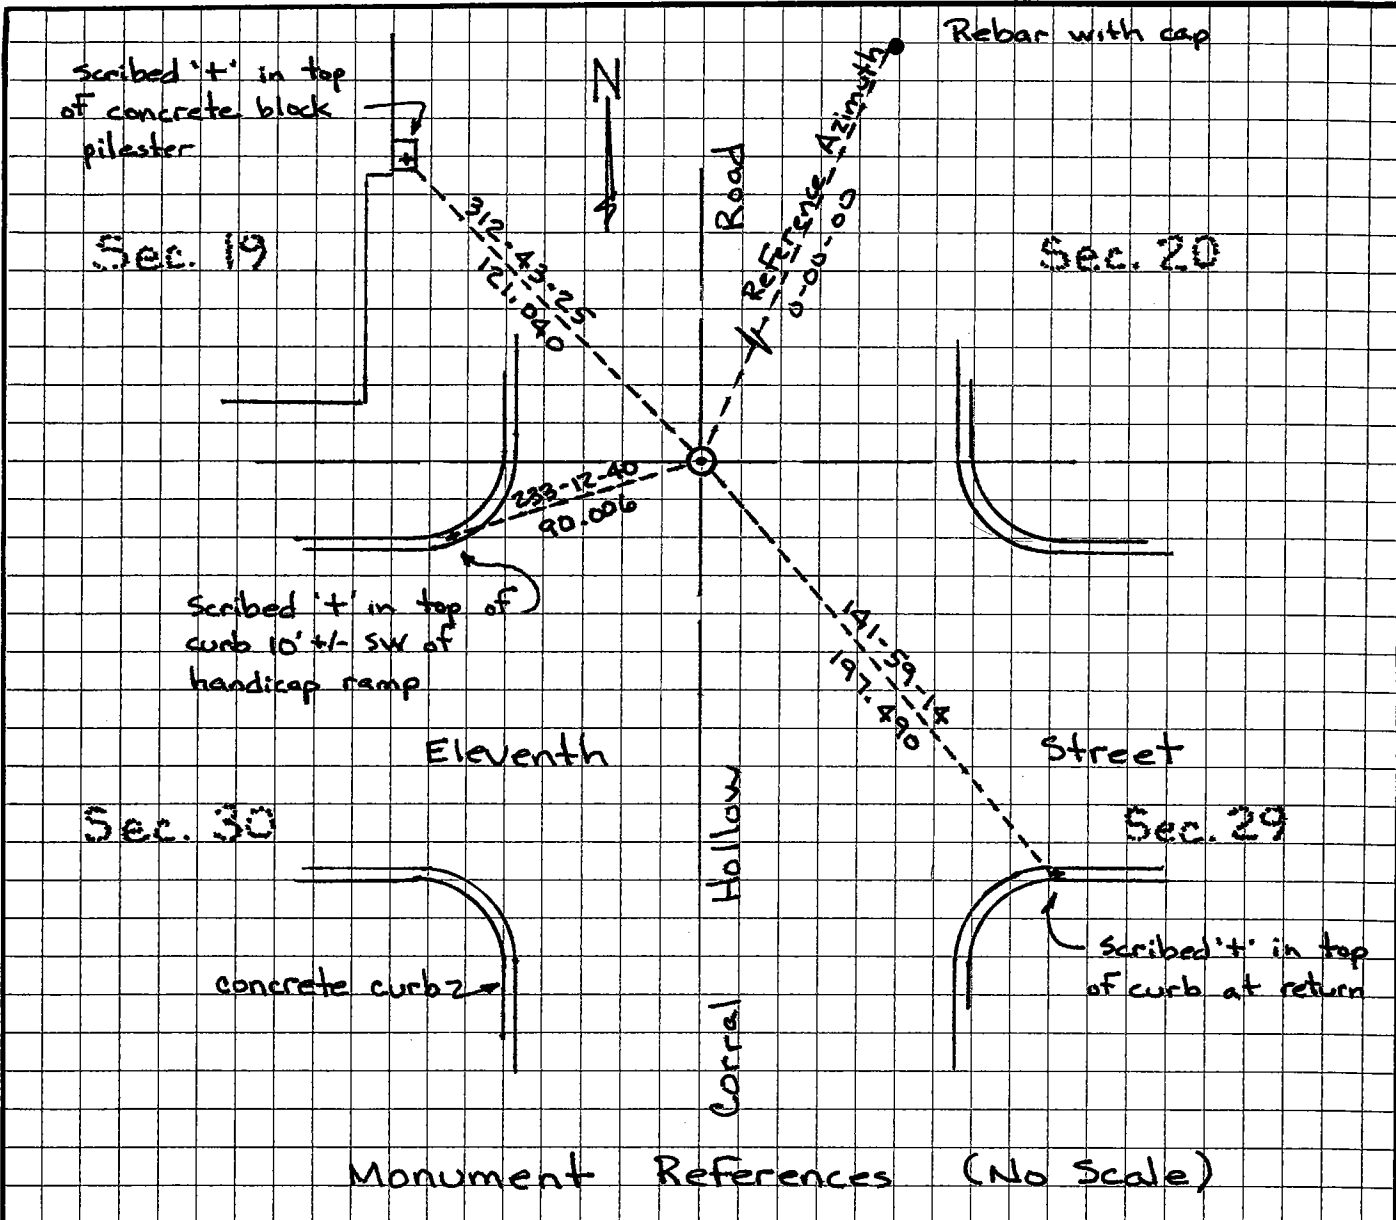 Rebar with cap
scribed '+' in top
of concrete block
pilester
N
Road
Reference Azimuth
0-00-00
Sec. 19
Sec. 20
312-43-25
121.040
233-12-40
90.006
scribed '+' in top of
curb 10' +/- SW of
handicap ramp
141-59-14
197.490
Eleventh
Street
Sec. 30
Hollow
Sec. 29
scribed '+' in top
of curb at return
concrete curb
Corral
Monument References (No Scale)